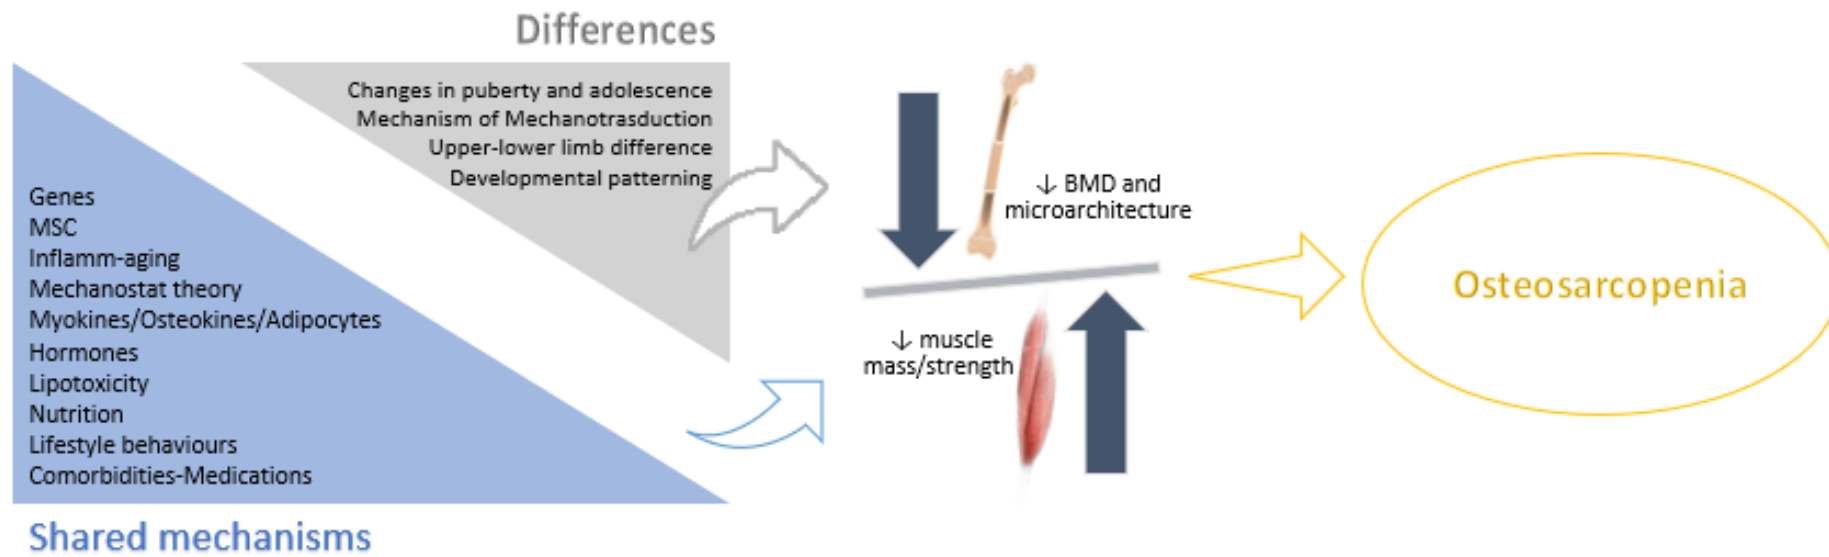 Differences
Changes in puberty and adolescence
Mechanism of Mechanotrasduction
Upper-lower limb difference
Developmental patterning
Genes
MSC
Inflamm-aging
Mechanostat theory
Myokines/Osteokines/Adipocytes
Hormones
Lipotoxicity
Nutrition
Lifestyle behaviours
Comorbidities-Medications
Shared mechanisms
↓ BMD and
microarchitecture
↓ muscle
mass/strength
Osteosarcopenia